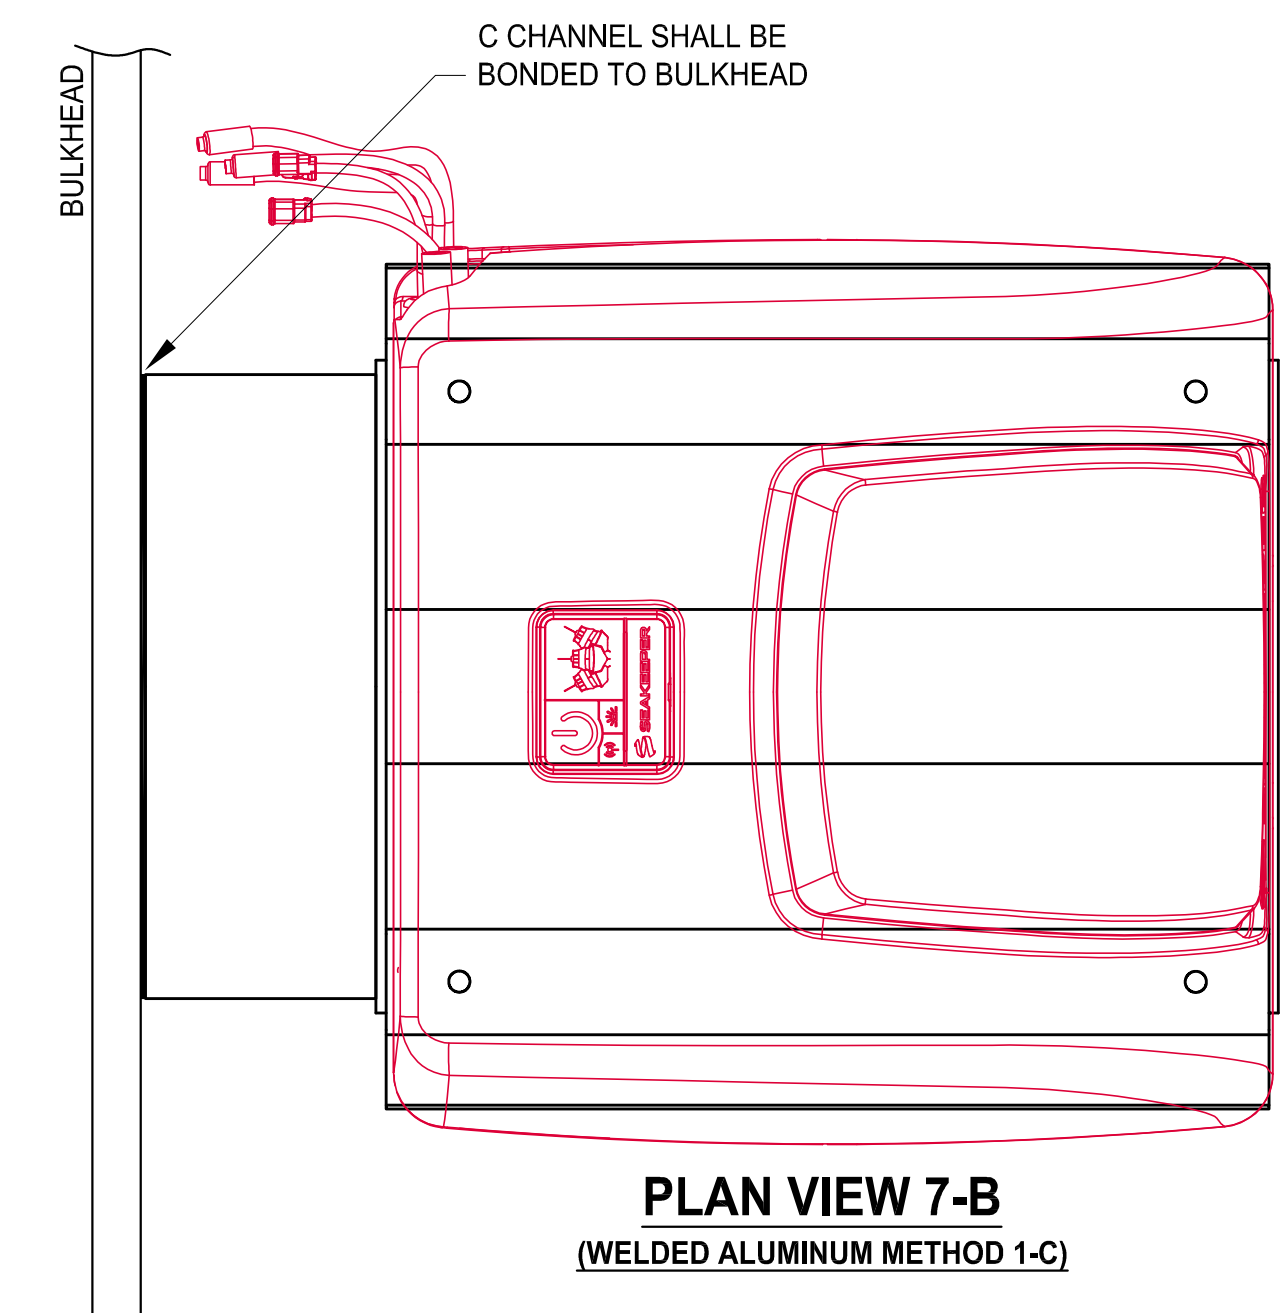 C CHANNEL SHALL BE
BONDED TO BULKHEAD
BULKHEAD
SEAKEEPER
PLAN VIEW 7-B
(WELDED ALUMINUM METHOD 1-C)